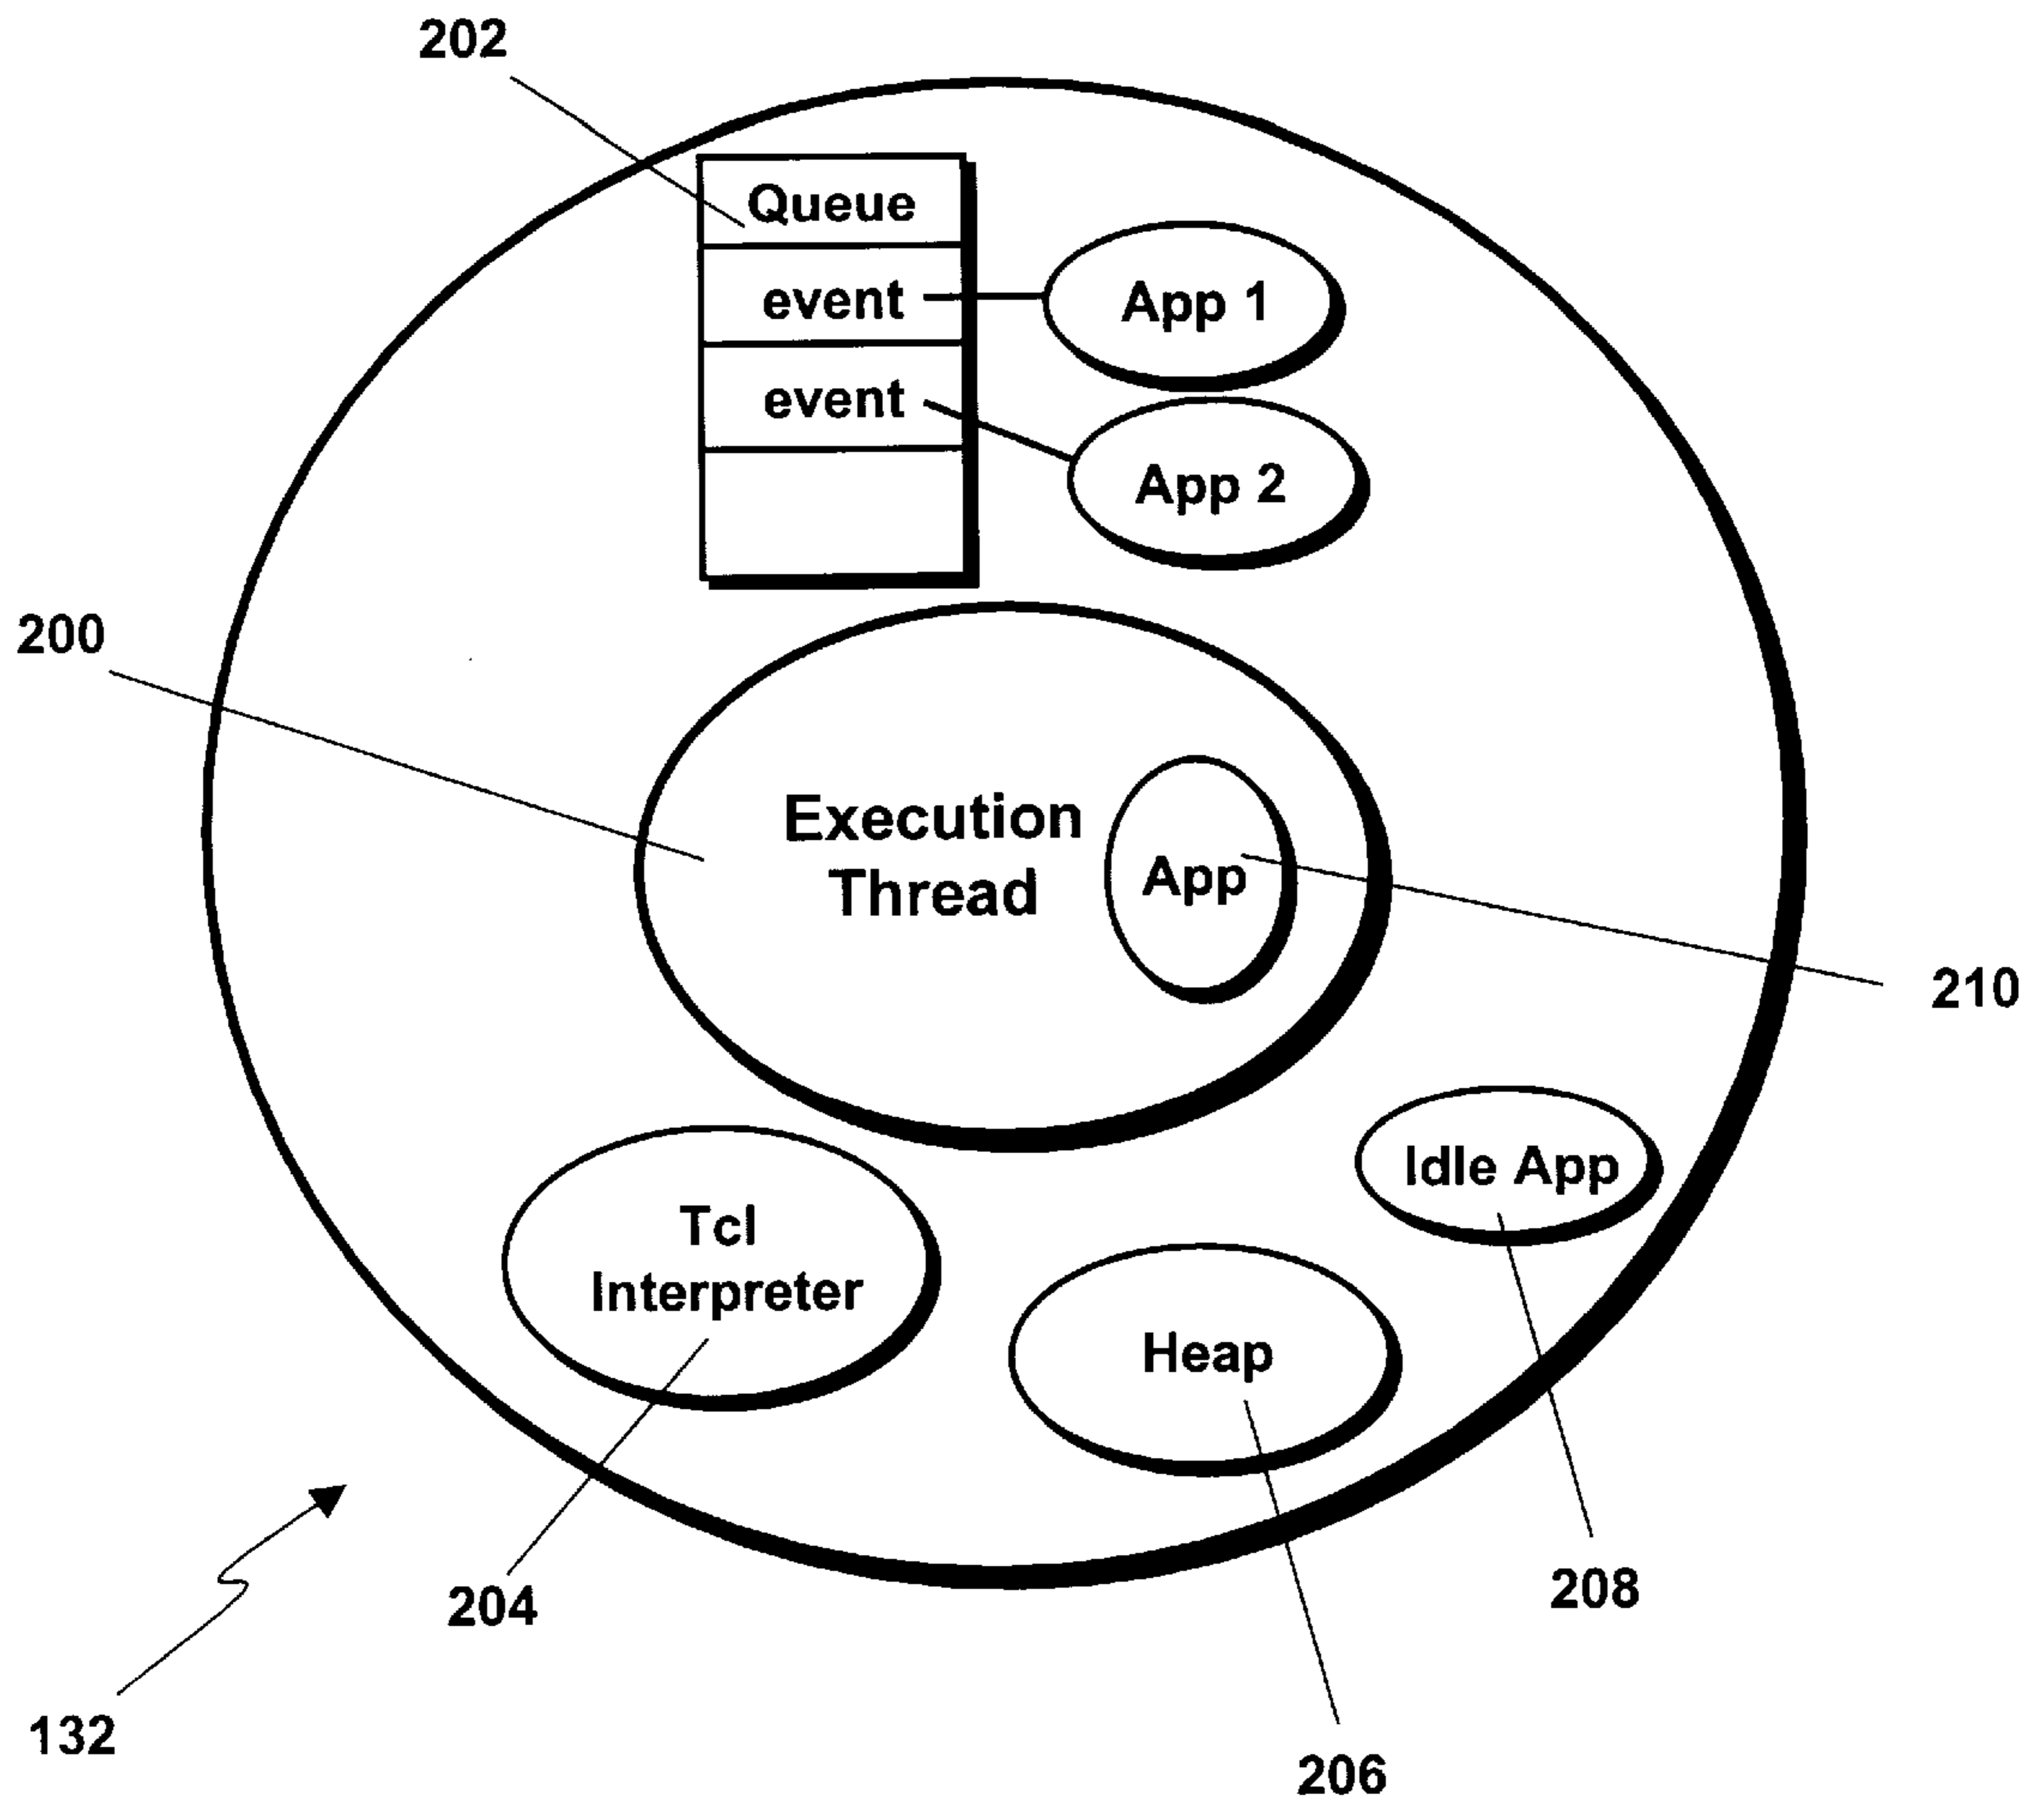 202
Queue
event
App 1
event
App 2
200
Execution
Thread
App
210
Idle App
Tcl
Interpreter
Heap
208
204
132
206